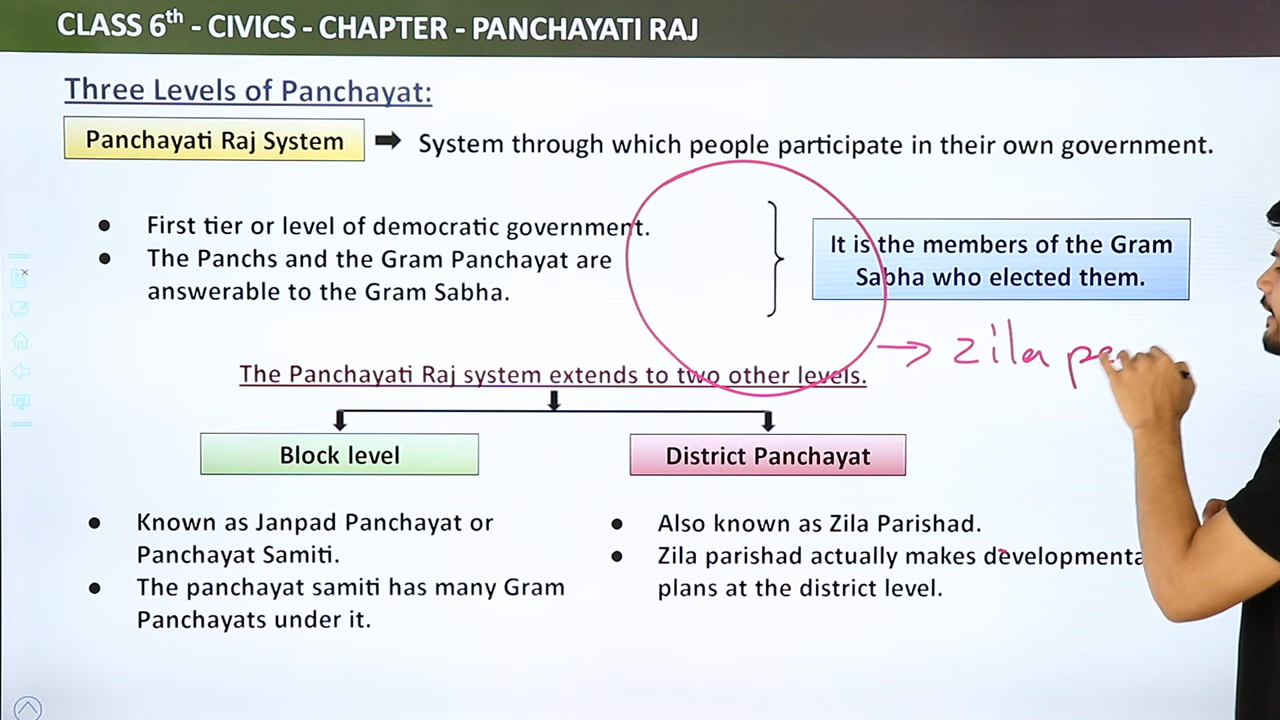 CLASS 6th - CIVICS - CHAPTER - PANCHAYATI RAJ
Three Levels of Panchayat:
Panchayati Raj System ➡ System through which people participate in their own government.
● First tier or level of democratic government.
● The Panchs and the Gram Panchayat are
answerable to the Gram Sabha.
It is the members of the Gram
Sabha who elected them.
→ zila
The Panchayati Raj system extends to two other levels.
Block level
District Panchayat
● Known as Janpad Panchayat or
Panchayat Samiti.
● The panchayat samiti has many Gram
Panchayats under it.
● Also known as Zila Parishad.
● Zila parishad actually makes developmenta
plans at the district level.